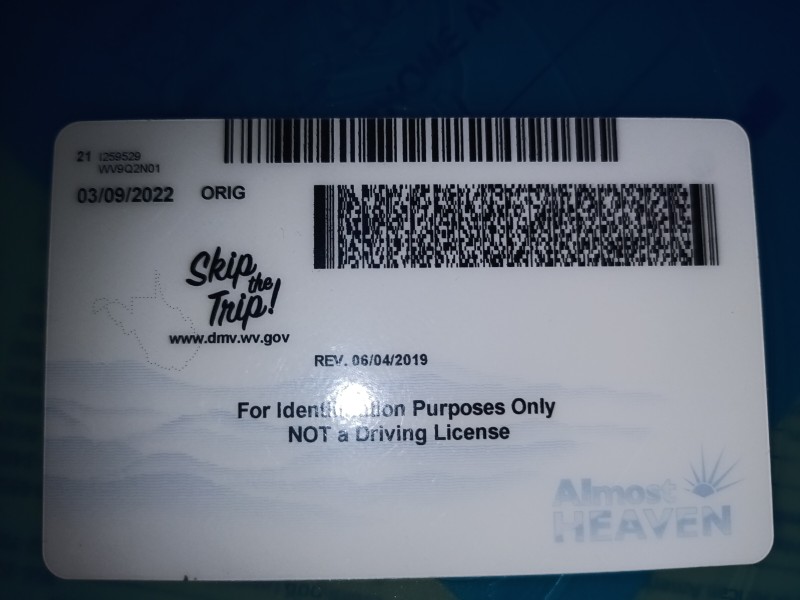 21 I259529
WV9Q2N01
03/09/2022 ORIG
Skip
the
Trip!
www.dmv.wv.gov
REV. 06/04/2019
For Identification Purposes Only
NOT a Driving License
Almost
HEAVEN